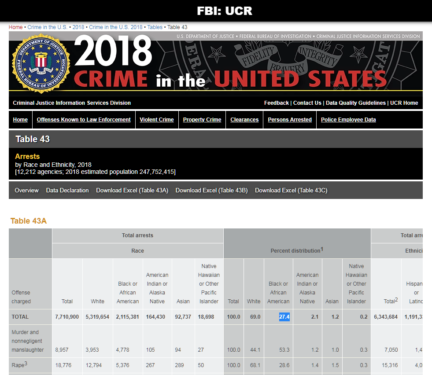 FBI: UCR
Home • Crime in the U.S. • 2018 • Crime in the U.S. 2018 • Tables • Table 43
U.S. DEPARTMENT OF JUSTICE • FEDERAL BUREAU OF INVESTIGATION • CRIMINAL JUSTICE INFORMATION SERVICES DIVISION
2018
CRIME in the UNITED STATES
Criminal Justice Information Services Division Feedback | Contact Us | Data Quality Guidelines | UCR Home
Home Offenses Known to Law Enforcement Violent Crime Property Crime Clearances Persons Arrested Police Employee Data
Table 43
Arrests
by Race and Ethnicity, 2018
[12,212 agencies; 2018 estimated population 247,752,415]
Overview Data Declaration Download Excel (Table 43A) Download Excel (Table 43B) Download Excel (Table 43C)
Table 43A
Total arrests Total arr
Race Percent distribution Ethnici
Offense charged Total White Black or African American American Indian or Alaska Native Asian Native Hawaiian or Other Pacific Islander Total White Black or African American American Indian or Alaska Native Asian Native Hawaiian or Other Pacific Islander Total2 Hispan or Latino
TOTAL 7,710,900 5,319,654 2,115,381 164,430 92,737 18,698 100.0 69.0 27.4 2.1 1.2 0.2 6,343,684 1,191,3
Murder and nonnegligent manslaughter 8,957 3,953 4,778 105 94 27 100.0 44.1 53.3 1.2 1.0 0.3 7,050 1,4
Rape3 18,776 12,794 5,376 267 289 50 100.0 68.1 28.6 1.4 1.5 0.3 15,316 4,0